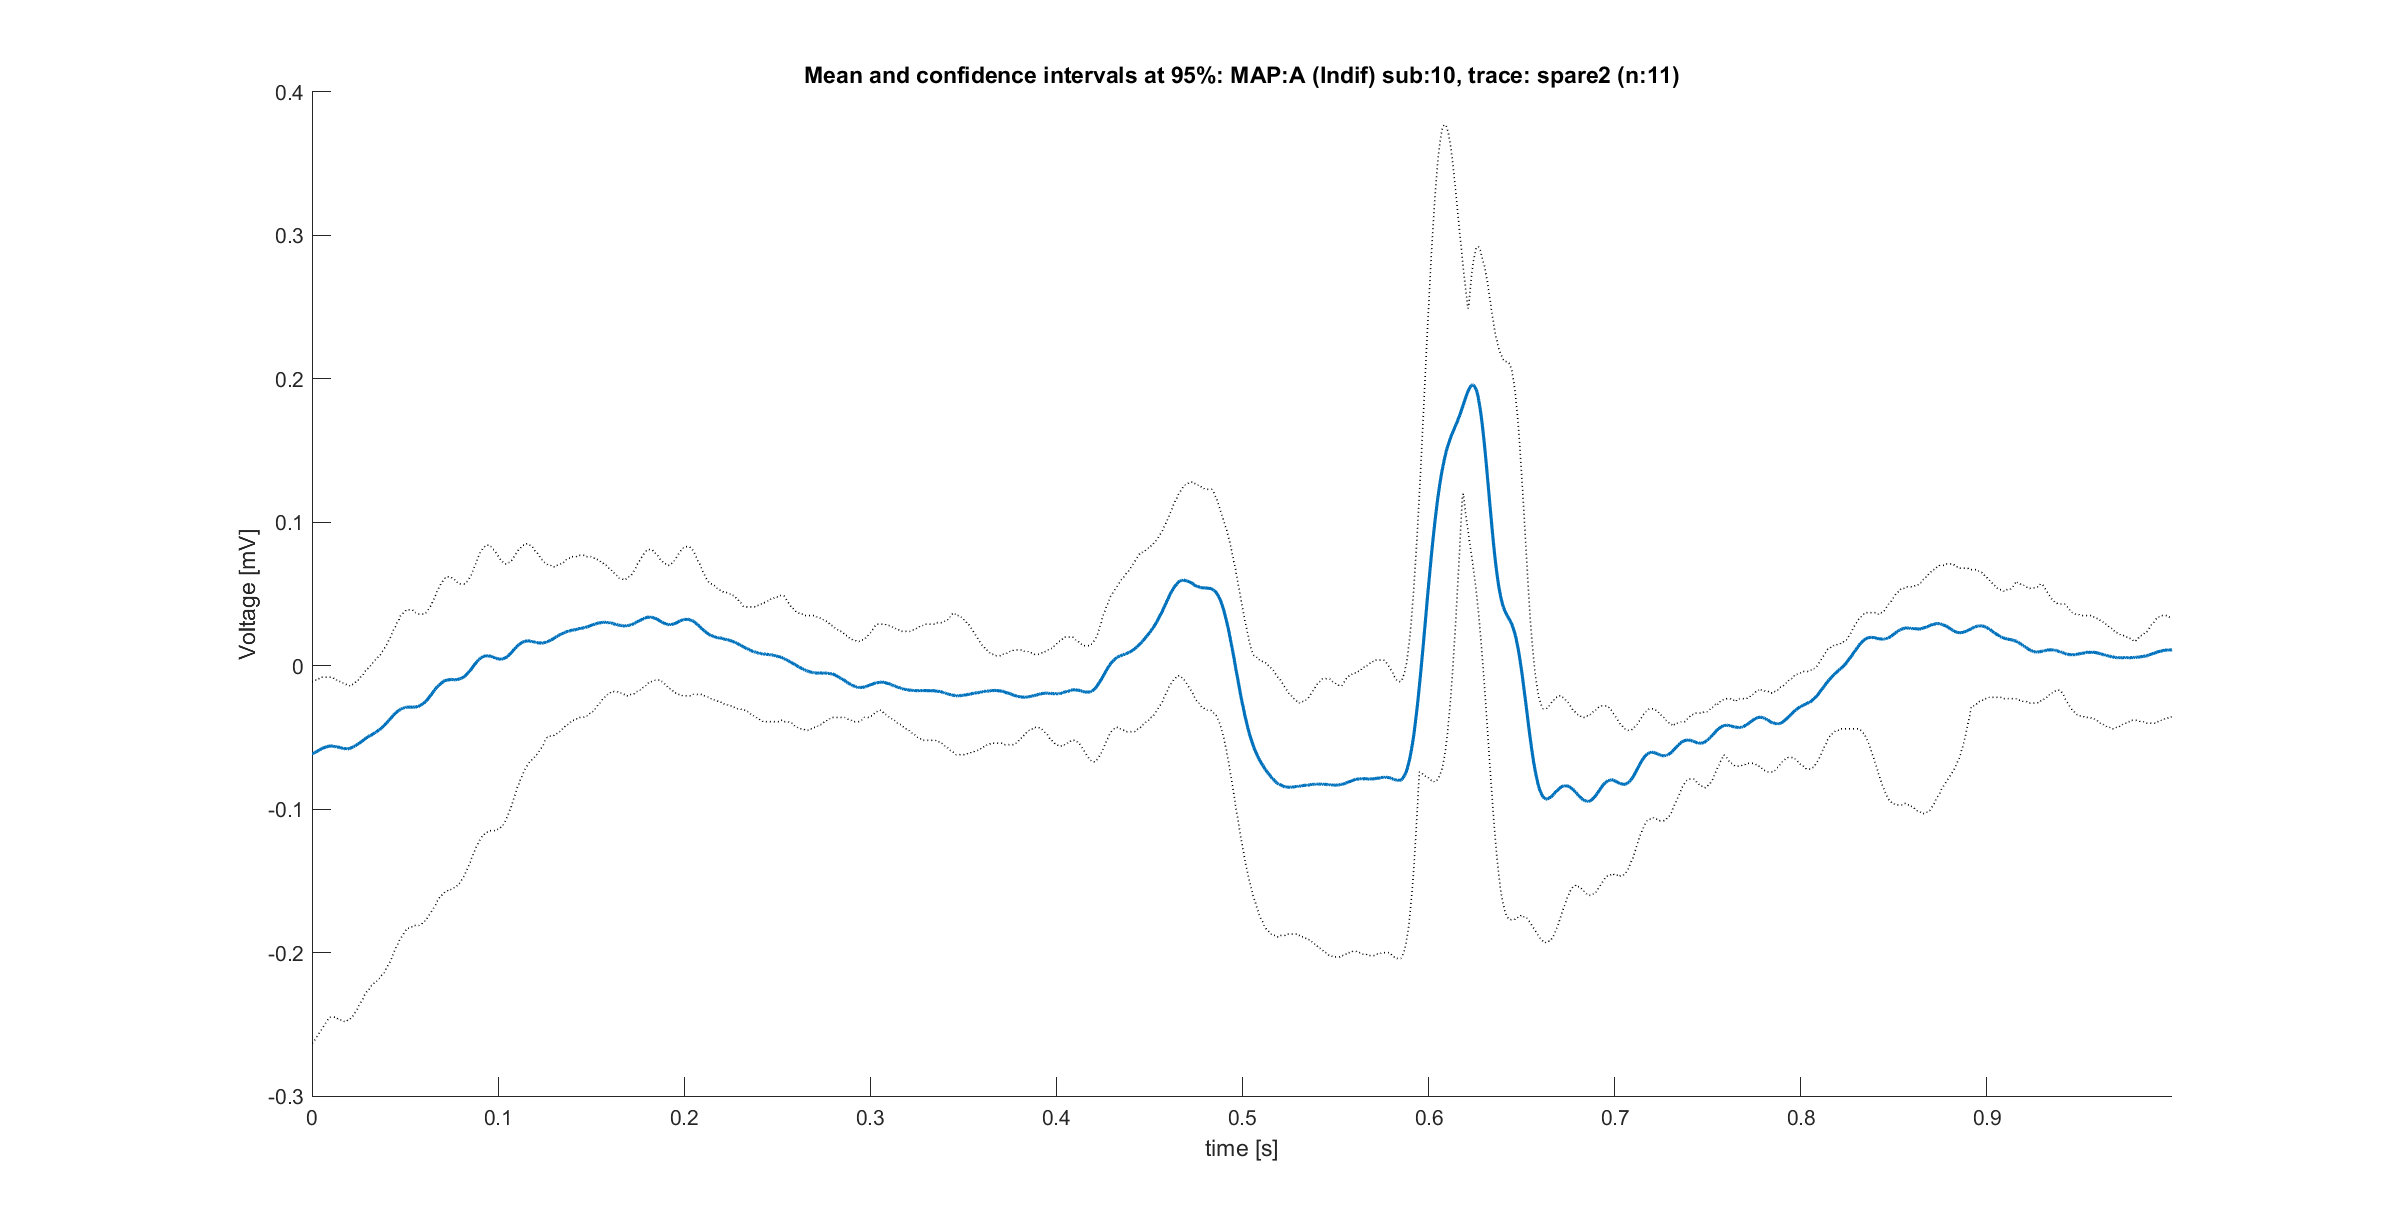 Mean and confidence intervals at 95%: MAP:A (Indif) sub:10, trace: spare2 (n:11)
0.4
0.3
0.2
0.1
0
-0.1
-0.2
-0.3
Voltage [mV]
0 0.1 0.2 0.3 0.4 0.5 0.6 0.7 0.8 0.9
time [s]